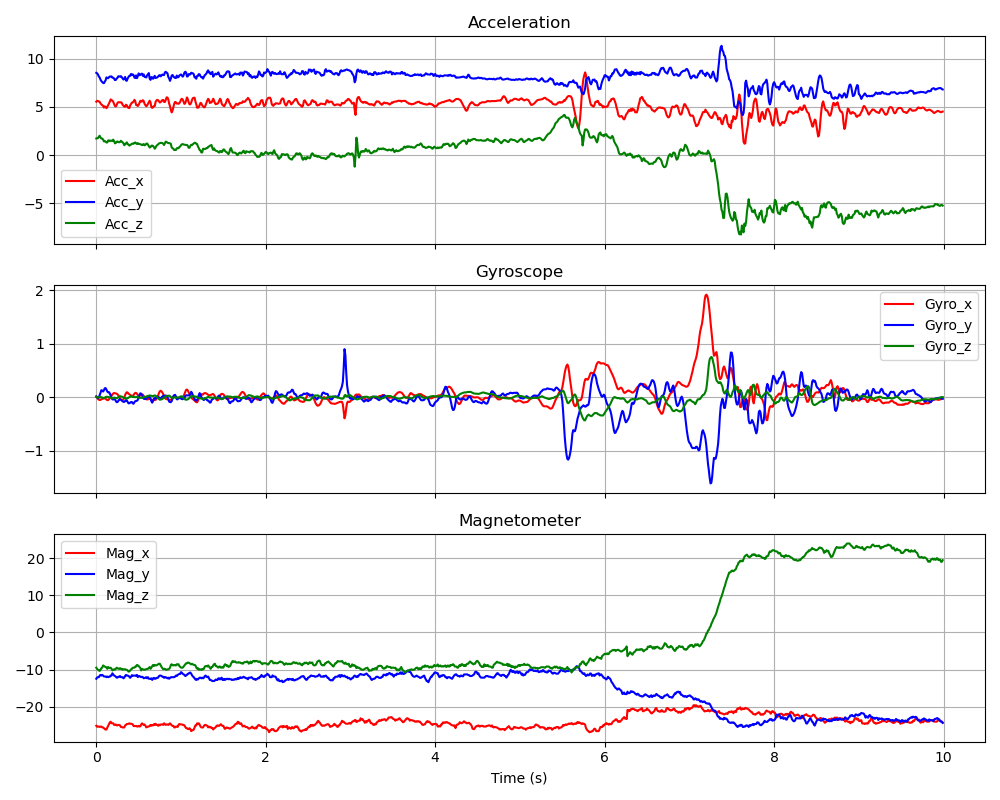 Acceleration
10
5
0
−5
Acc_x
Acc_y
Acc_z
Gyroscope
2
1
0
−1
Gyro_x
Gyro_y
Gyro_z
Magnetometer
20
10
0
−10
−20
Mag_x
Mag_y
Mag_z
0 2 4 6 8 10
Time (s)